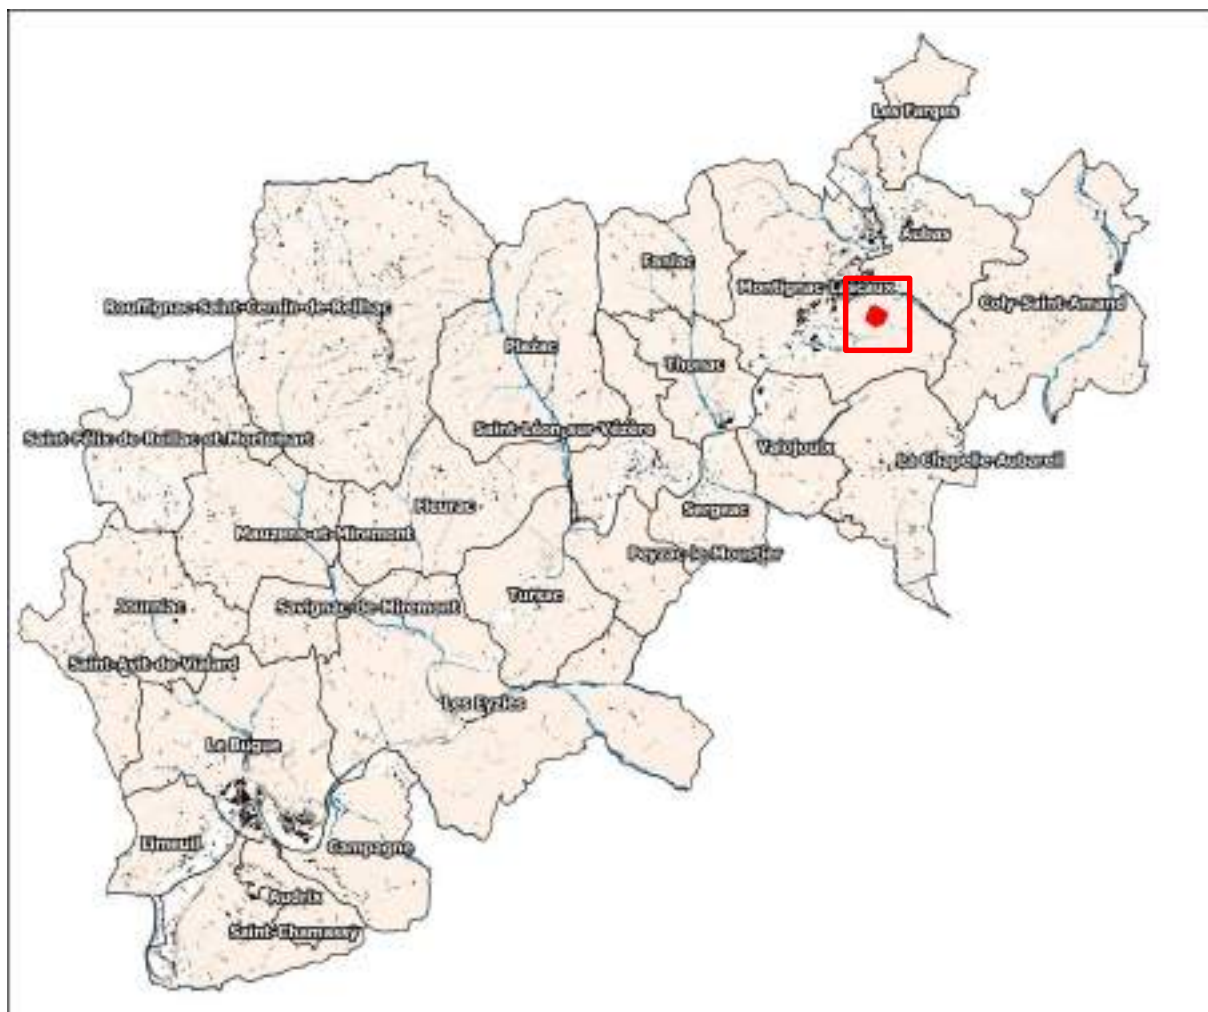 Les Farges
Aubas
Fanlac
Montignac-Lascaux
Coly-Saint-Amand
Rouffignac-Saint-Cernin-de-Reilhac
Plazac
Thonac
Saint-Félix-de-Reillac-et-Mortemart
Saint-Léon-sur-Vézère
Valojoulx
La Chapelle-Aubareil
Fleurac
Sergeac
Mauzens-et-Miremont
Peyzac-le-Moustier
Journiac
Savignac-de-Miremont
Tursac
Saint-Avit-de-Vialard
Les Eyzies
Le Bugue
Limeuil
Campagne
Audrix
Saint-Chamassy